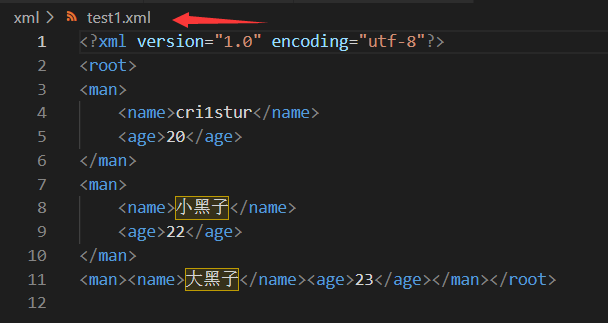 xml > test1.xml
1 <?xml version="1.0" encoding="utf-8"?>
2 <root>
3 <man>
4     <name>cri1stur</name>
5     <age>20</age>
6 </man>
7 <man>
8     <name>小黑子</name>
9     <age>22</age>
10 </man>
11 <man><name>大黑子</name><age>23</age></man></root>
12